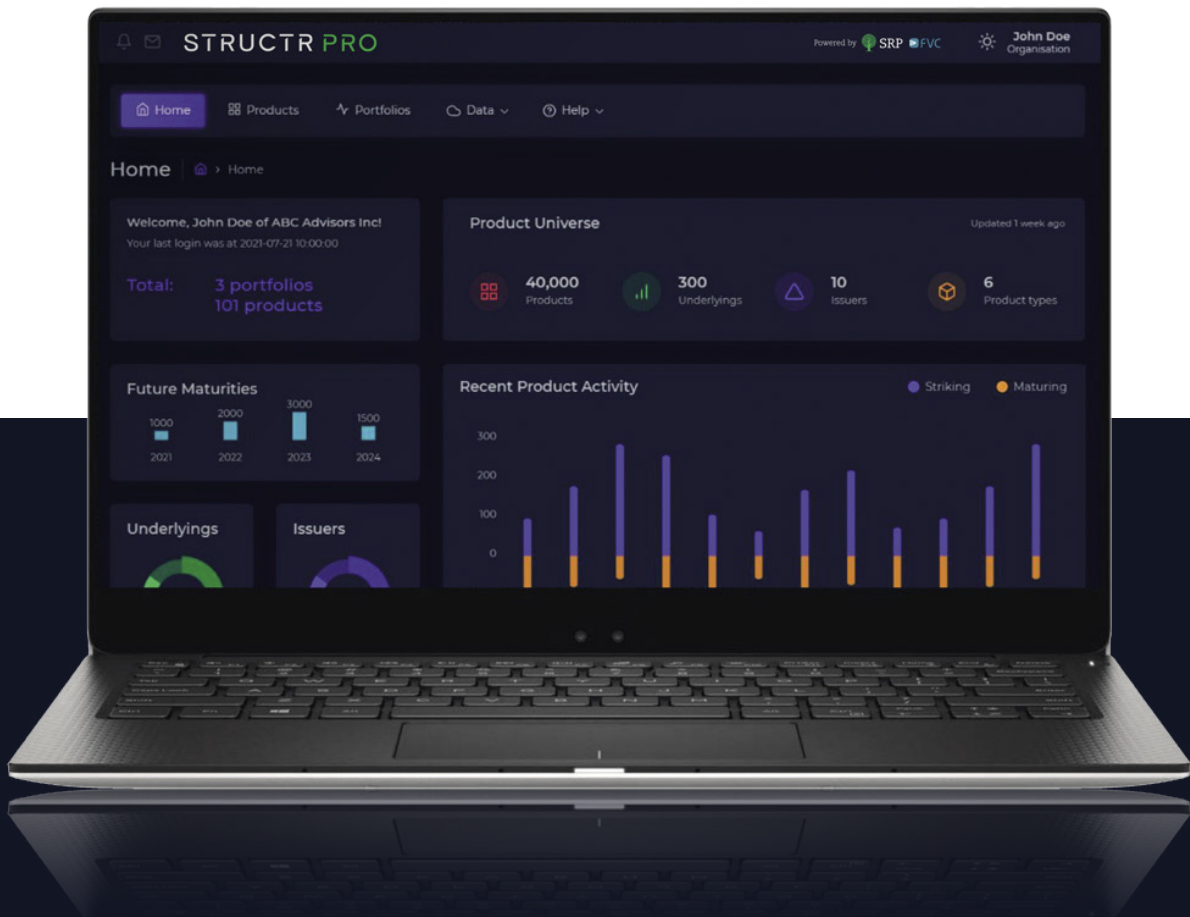 STRUCTR PRO
Powered by SRP FVC
John Doe
Organisation
Home
Products
Portfolios
Data
Help
Home
Home
Welcome, John Doe of ABC Advisors Inc!
Your last login was at 2021-07-21 10:00:00
Total:
3 portfolios
101 products
Product Universe
Updated 1 week ago
40,000
Products
300
Underlyings
10
Issuers
6
Product types
Future Maturities
1000
2000
3000
1500
2021
2022
2023
2024
Recent Product Activity
Striking
Maturing
300
200
100
0
Underlyings
Issuers